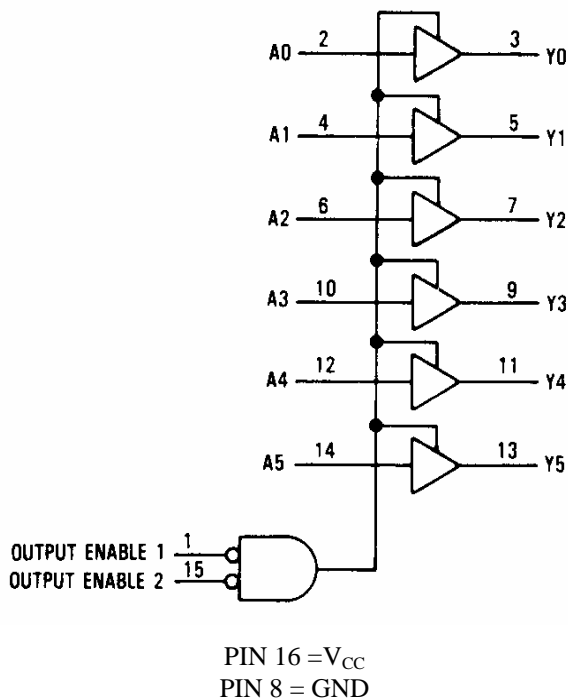 A0 2 3 Y0
A1 4 5 Y1
A2 6 7 Y2
A3 10 9 Y3
A4 12 11 Y4
A5 14 13 Y5
OUTPUT ENABLE 1 1
OUTPUT ENABLE 2 15
PIN 16 =VCC
PIN 8 = GND